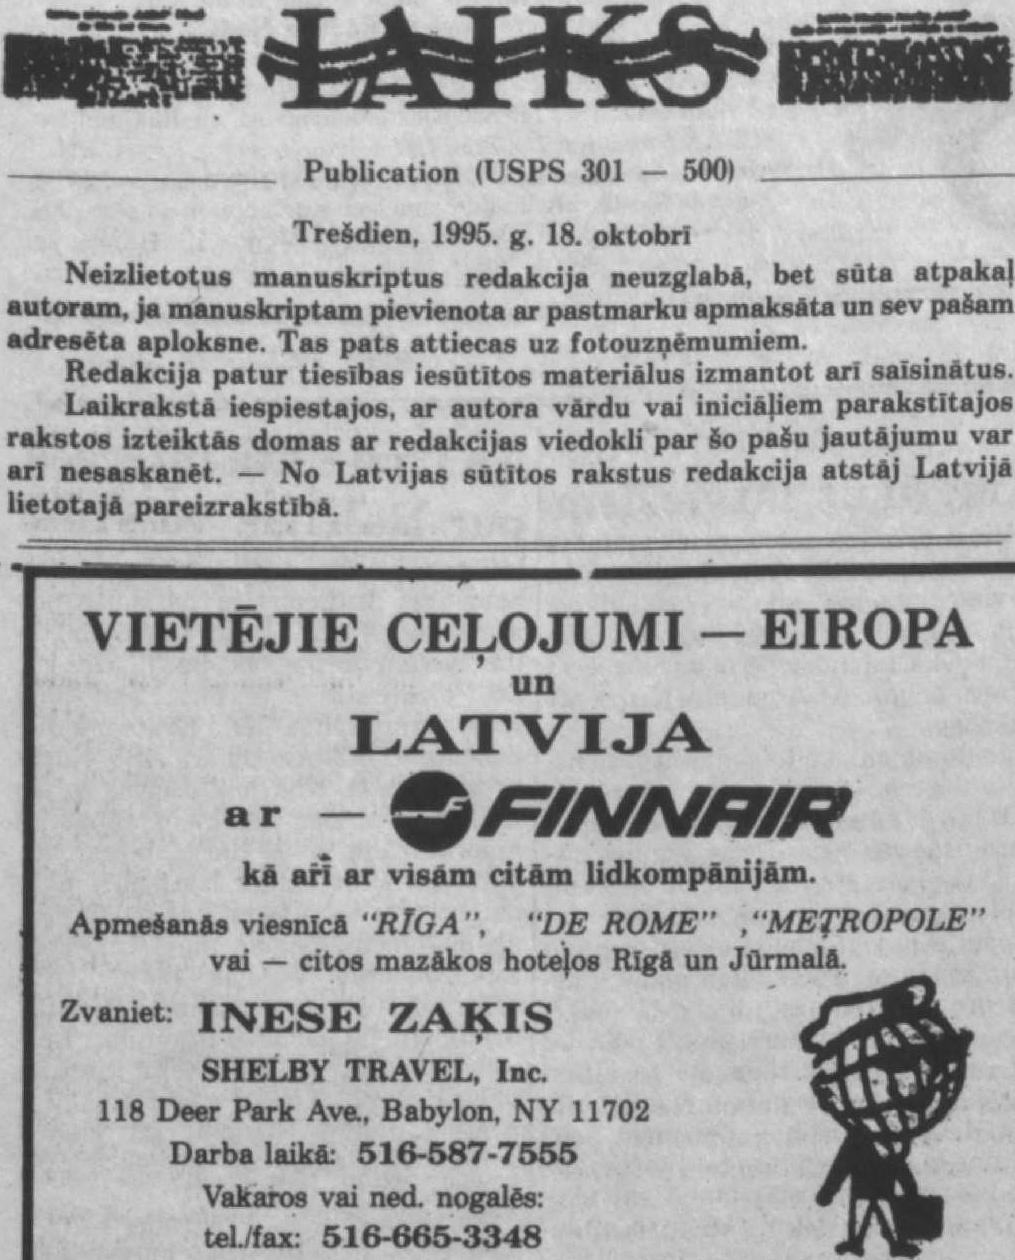 LAIKS
Publication (USPS 301 — 500)
Trešdien, 1995. g. 18. oktobrī
Neizlietotus manuskriptus redakcija neuzglabā, bet sūta atpakaļ
autoram, ja manuskriptam pievienota ar pastmarku apmaksāta un sev pašam
adresēta aploksne. Tas pats attiecas uz fotouzņēmumiem.
Redakcija patur tiesības iesūtītos materiālus izmantot arī saīsinātus.
Laikrakstā iespiestajos, ar autora vārdu vai iniciāļiem parakstītajos
rakstos izteiktās domas ar redakcijas viedokli par šo pašu jautājumu var
arī nesaskanēt. — No Latvijas sūtītos rakstus redakcija atstāj Latvijā
lietotajā pareizrakstībā.
VIETĒJIE CEĻOJUMI — EIROPA
un
LATVIJA
ar — FINNAIR
kā arī ar visām citām lidkompānijām.
Apmešanās viesnīcā "RĪGA", "DE ROME" ,"METROPOLE"
vai — citos mazākos hoteļos Rīgā un Jūrmalā.
Zvaniet: INESE ZAĶIS
SHELBY TRAVEL, Inc.
118 Deer Park Ave., Babylon, NY 11702
Darba laikā: 516-587-7555
Vakaros vai ned. nogalēs:
tel./fax: 516-665-3348